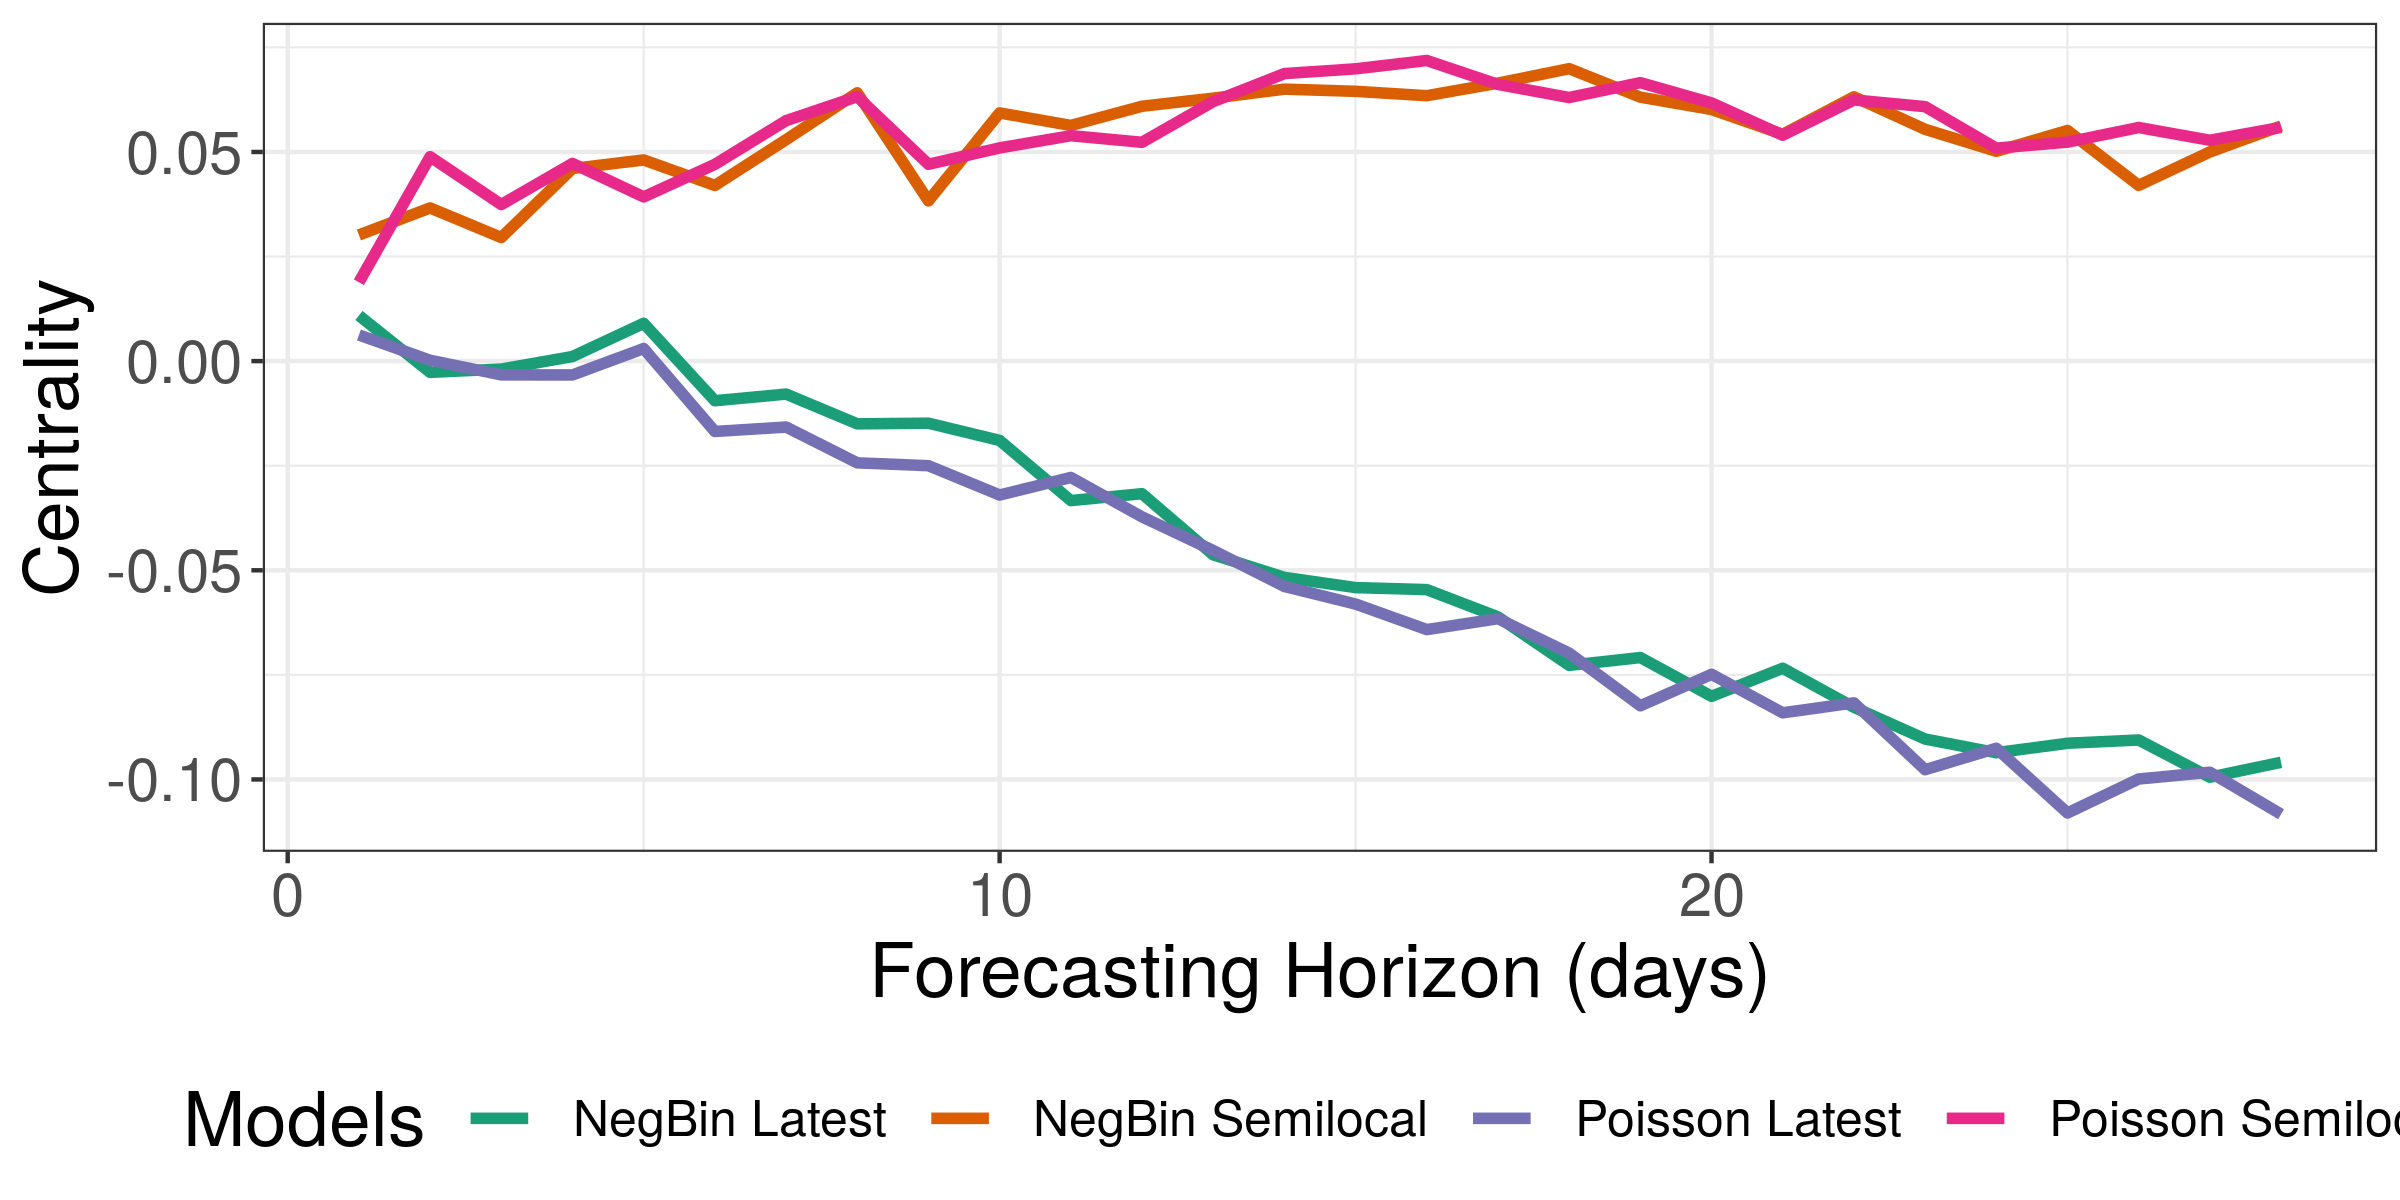 0.05
0.00
-0.05
-0.10
Centrality
0
10
20
Forecasting Horizon (days)
Models
NegBin Latest
NegBin Semilocal
Poisson Latest
Poisson